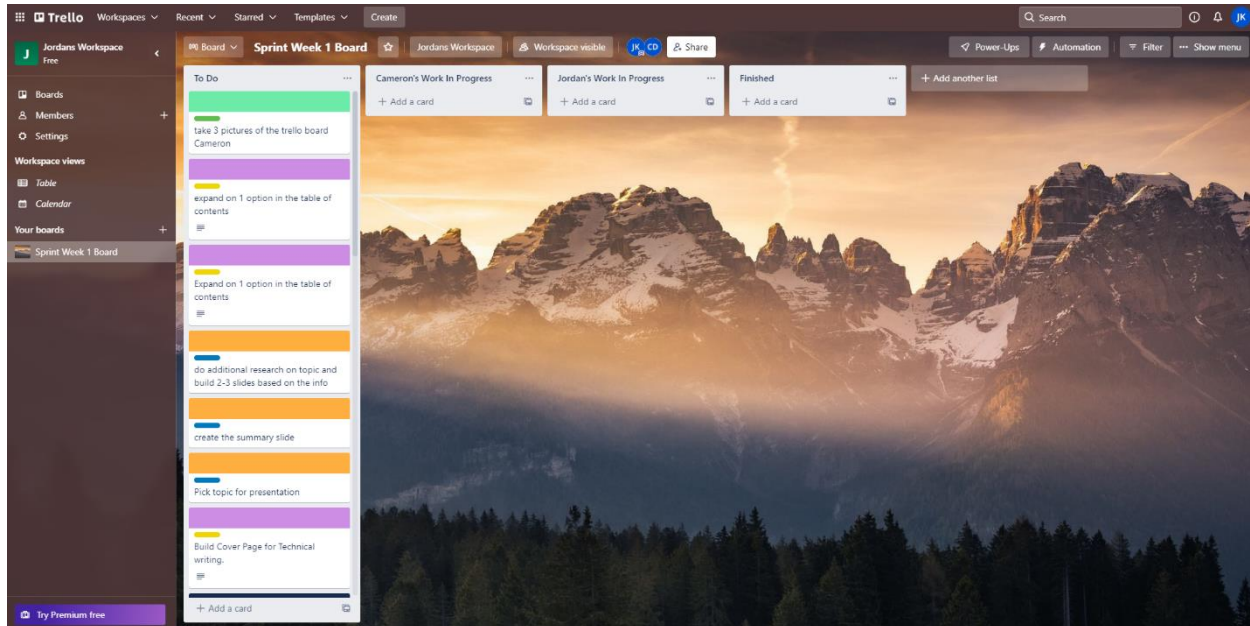 Trello Workspaces Recent Starred Templates Create Search JK
J Jordans Workspace
Free
Board Sprint Week 1 Board Jordans Workspace Workspace visible JK CD Share Power-Ups Automation Filter ... Show menu
Boards
Members +
Settings
Workspace views
Table
Calendar
Your boards +
Sprint Week 1 Board
Try Premium free
To Do ...
take 3 pictures of the trello board
Cameron
expand on 1 option in the table of
contents
Expand on 1 option in the table of
contents
do additional research on topic and
build 2-3 slides based on the info
create the summary slide
Pick topic for presentation
Build Cover Page for Technical
writing.
+ Add a card
Cameron's Work In Progress ...
+ Add a card
Jordan's Work In Progress ...
+ Add a card
Finished ...
+ Add a card
+ Add another list